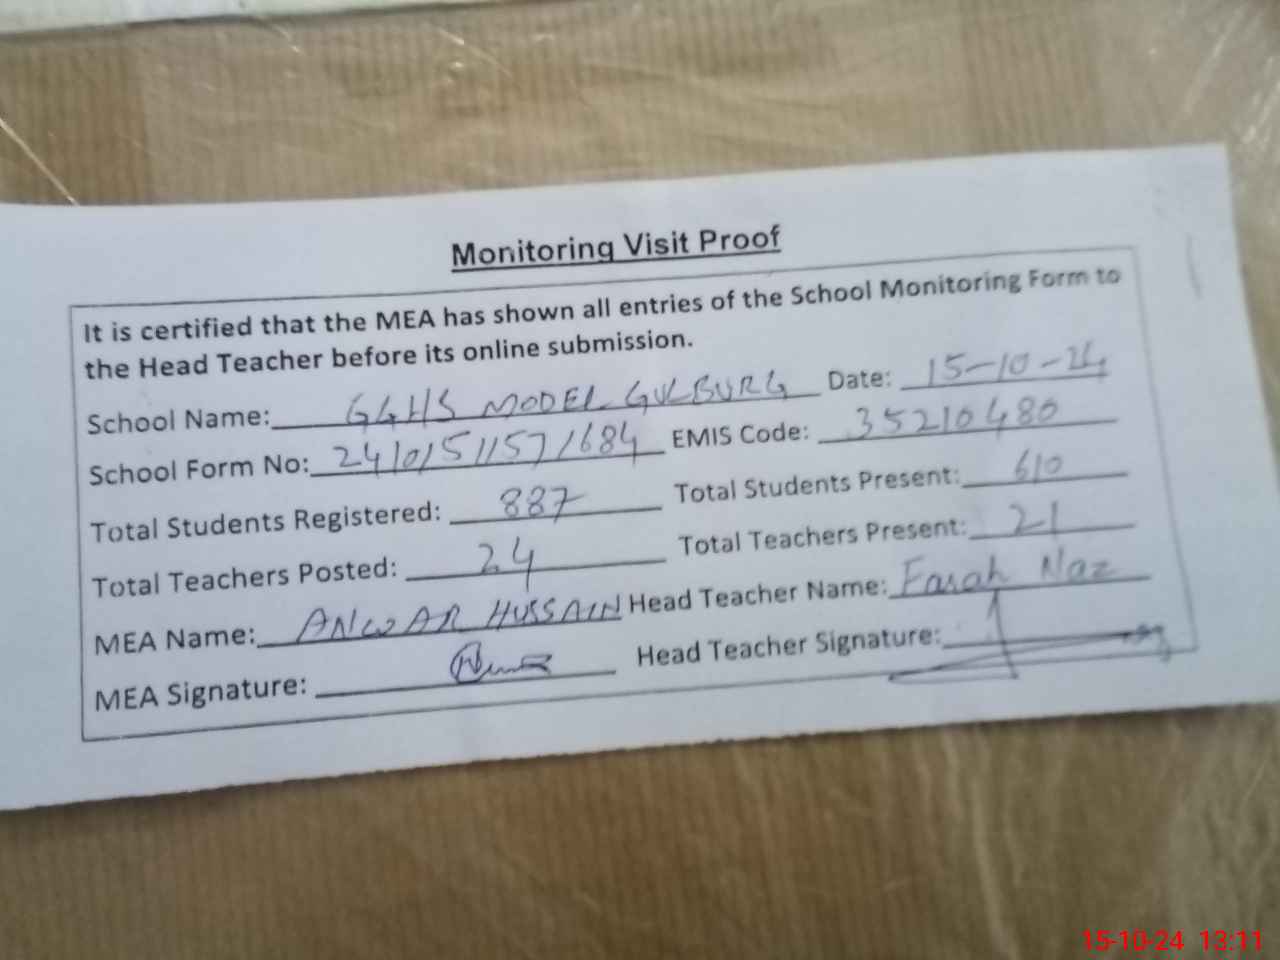 Monitoring Visit Proof
It is certified that the MEA has shown all entries of the School Monitoring Form to
the Head Teacher before its online submission.
School Name: GGHS MODEL GULBURG Date: 15-10-24
School Form No: 241015115711684 EMIS Code: 35210480
Total Students Registered: 887 Total Students Present: 610
Total Teachers Posted: 24 Total Teachers Present: 21
MEA Name: ANWAR HUSSAIN Head Teacher Name: Farah Naz
MEA Signature: Head Teacher Signature:
15-10-24 13:11